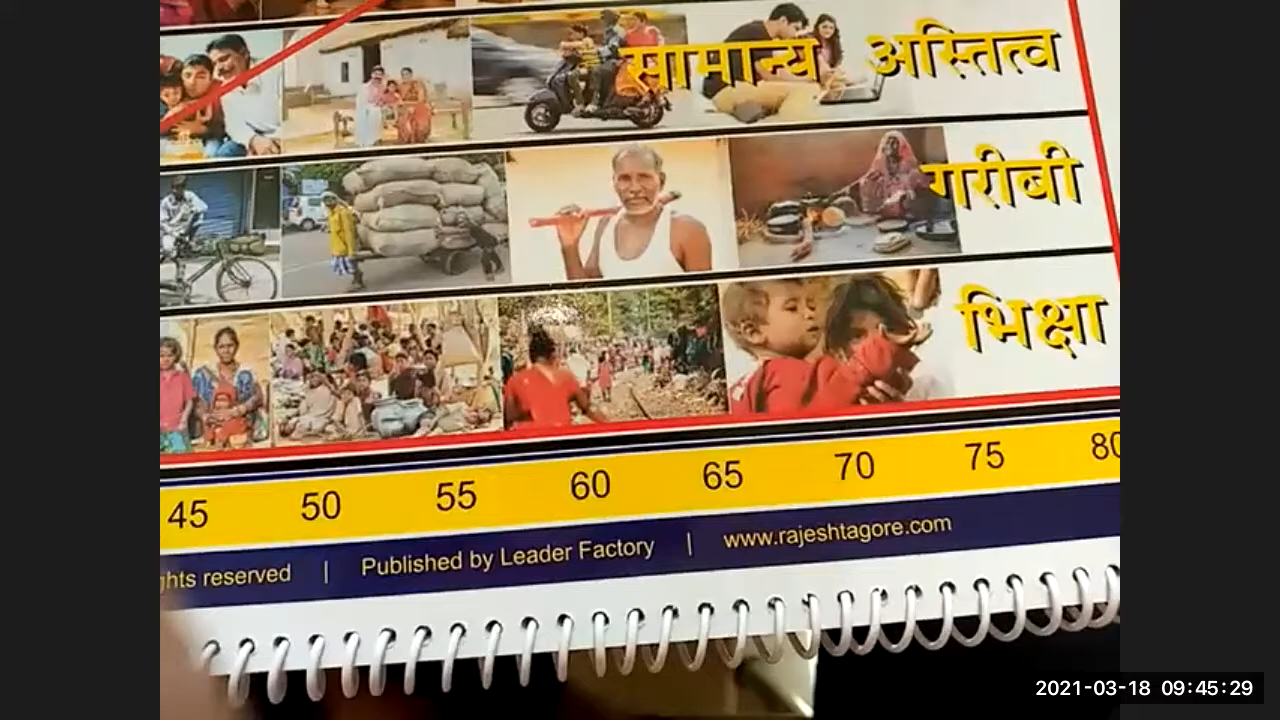 सामान्य अस्तित्व
गरीबी
भिक्षा
45 50 55 60 65 70 75 80
reserved | Published by Leader Factory | www.rajeshtagore.com
2021-03-18 09:45:29